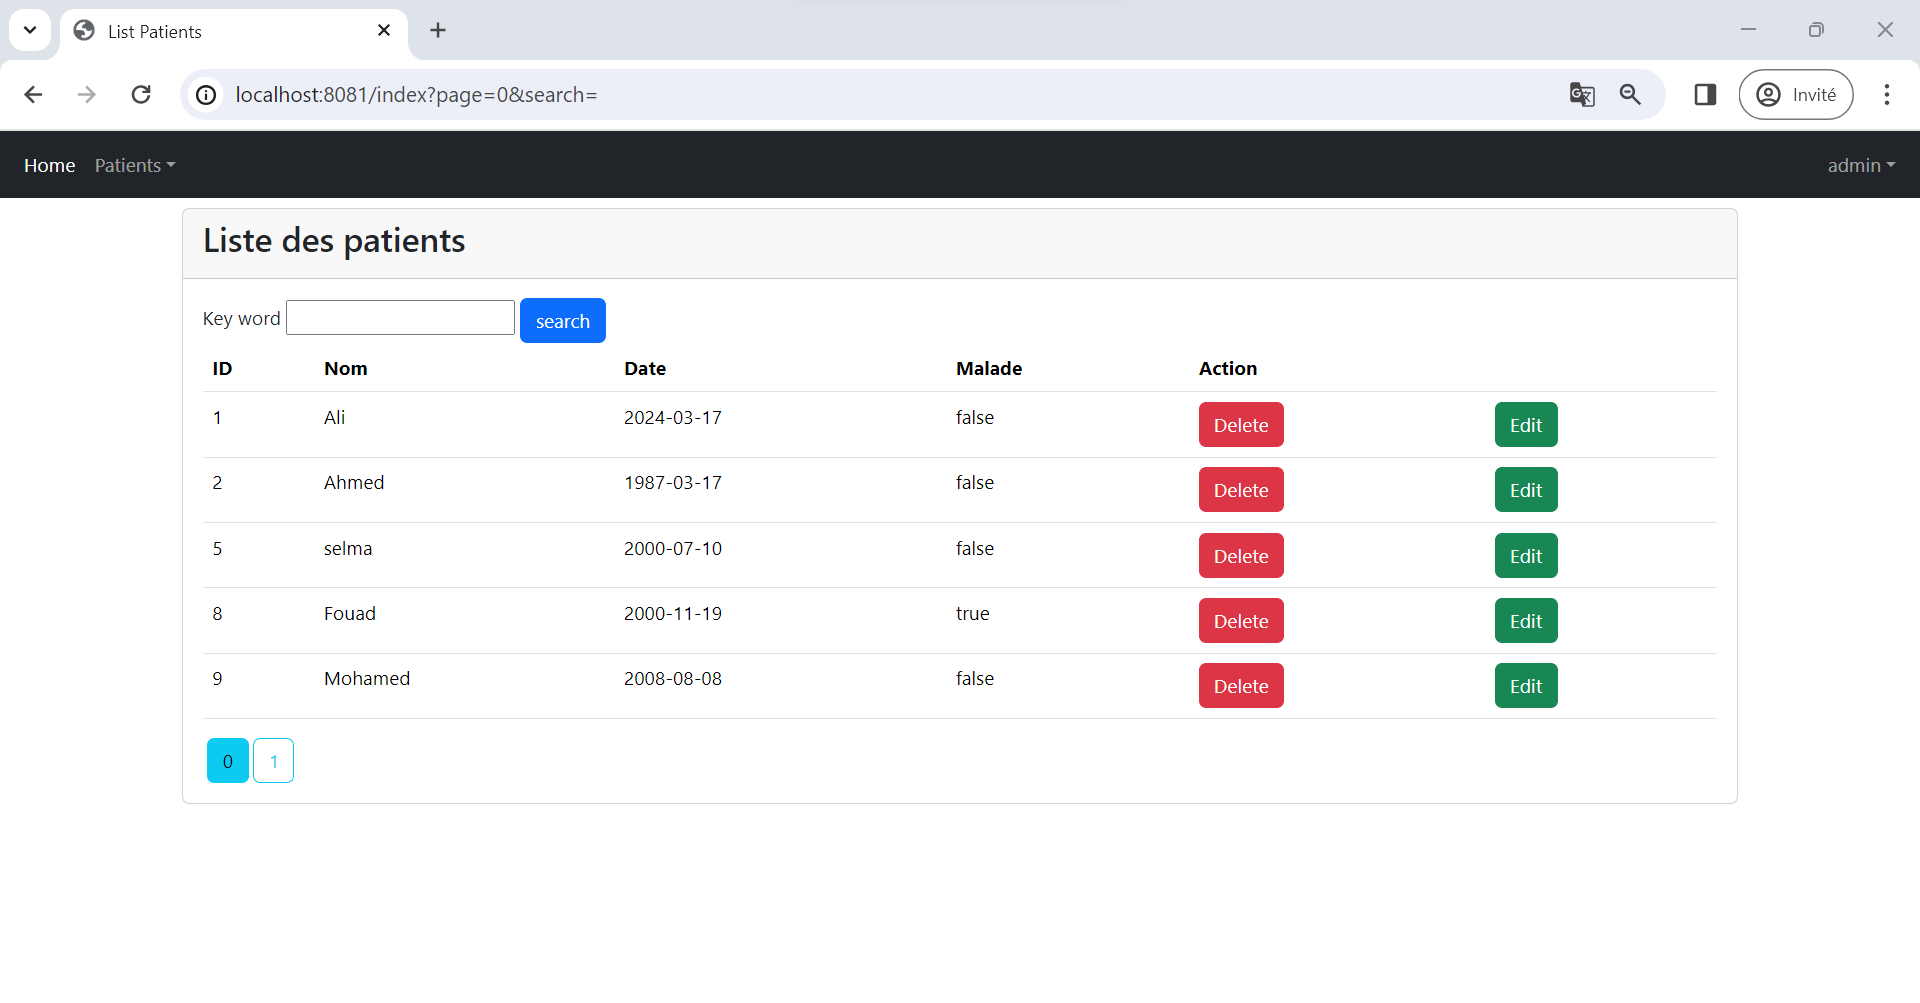 List Patients
localhost:8081/index?page=0&search=
Invité
Home Patients admin
Liste des patients
Key word search
ID Nom Date Malade Action
1 Ali 2024-03-17 false Delete Edit
2 Ahmed 1987-03-17 false Delete Edit
5 selma 2000-07-10 false Delete Edit
8 Fouad 2000-11-19 true Delete Edit
9 Mohamed 2008-08-08 false Delete Edit
0 1